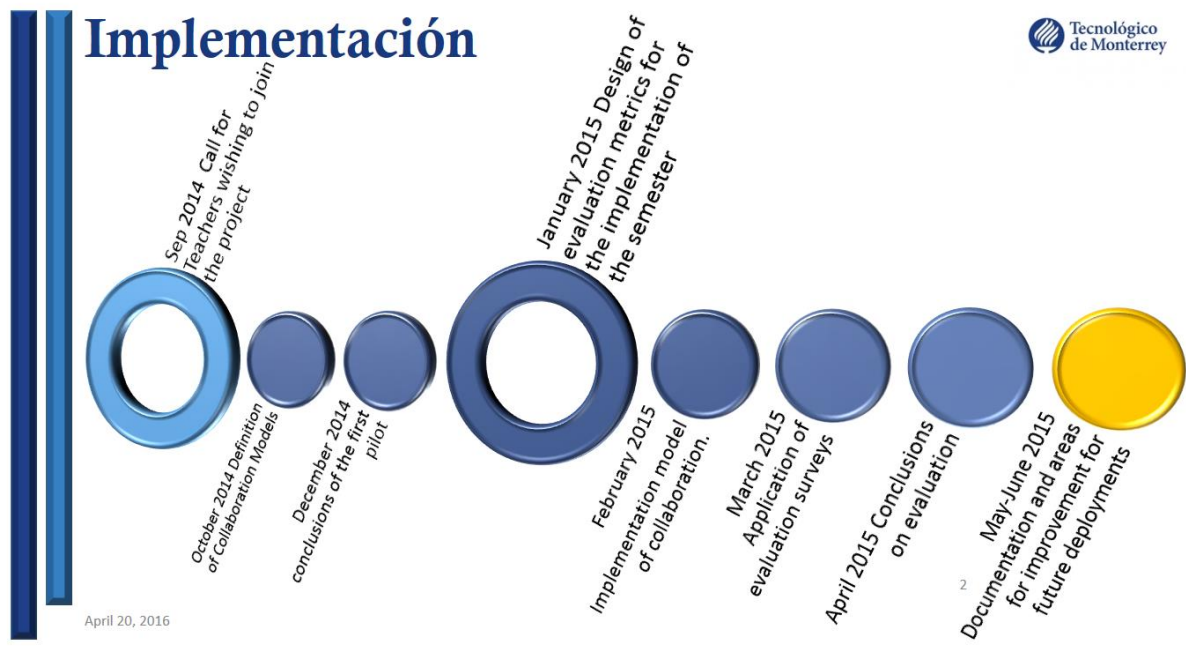 Implementación
Tecnológico
de Monterrey
Sep 2014 Call for
Teachers wishing to join
the project
October 2014 Definition
of Collaboration Models
December 2014
conclusions of the first
pilot
January 2015 Design of
evaluation metrics for
the implementation of
the semester
February 2015
Implementation model
of collaboration.
March 2015
Application of
evaluation surveys
April 2015 Conclusions
on evaluation
May-June 2015
Documentation and areas
for improvement for
future deployments
2
April 20, 2016